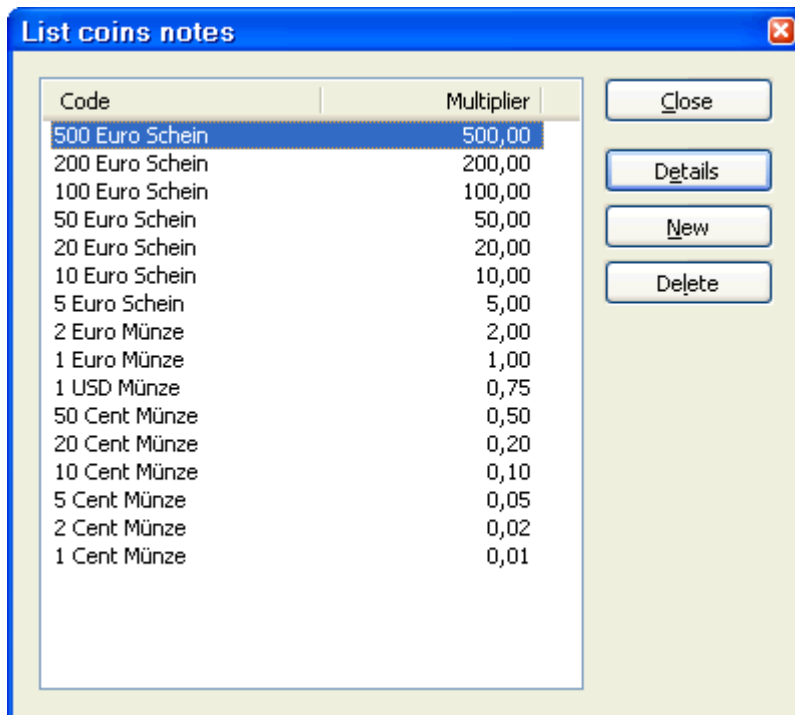 List coins notes
Code Multiplier
500 Euro Schein 500,00
200 Euro Schein 200,00
100 Euro Schein 100,00
50 Euro Schein 50,00
20 Euro Schein 20,00
10 Euro Schein 10,00
5 Euro Schein 5,00
2 Euro Münze 2,00
1 Euro Münze 1,00
1 USD Münze 0,75
50 Cent Münze 0,50
20 Cent Münze 0,20
10 Cent Münze 0,10
5 Cent Münze 0,05
2 Cent Münze 0,02
1 Cent Münze 0,01
Close
Details
New
Delete